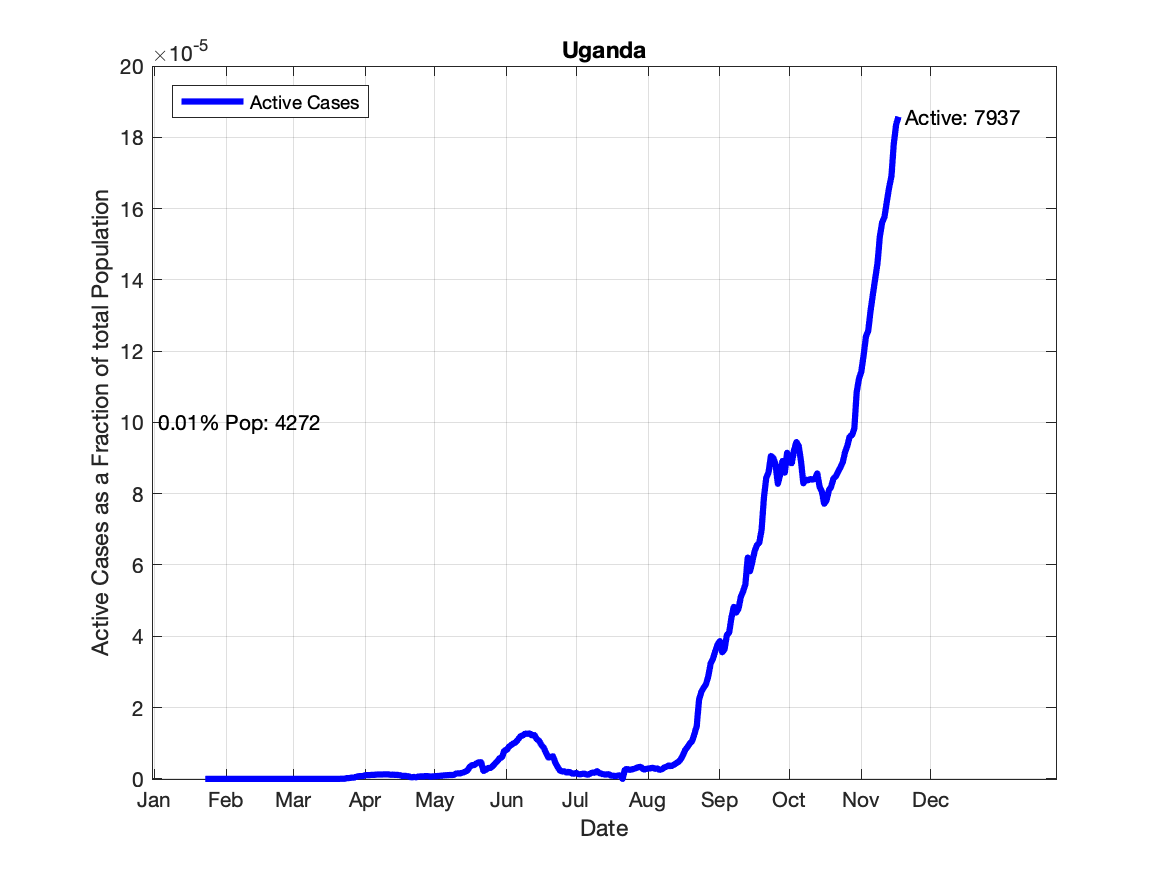 Uganda
×10-5
20
18
16
14
12
10
8
6
4
2
0
Active Cases as a Fraction of total Population
Active Cases
Active: 7937
0.01% Pop: 4272
Jan Feb Mar Apr May Jun Jul Aug Sep Oct Nov Dec
Date